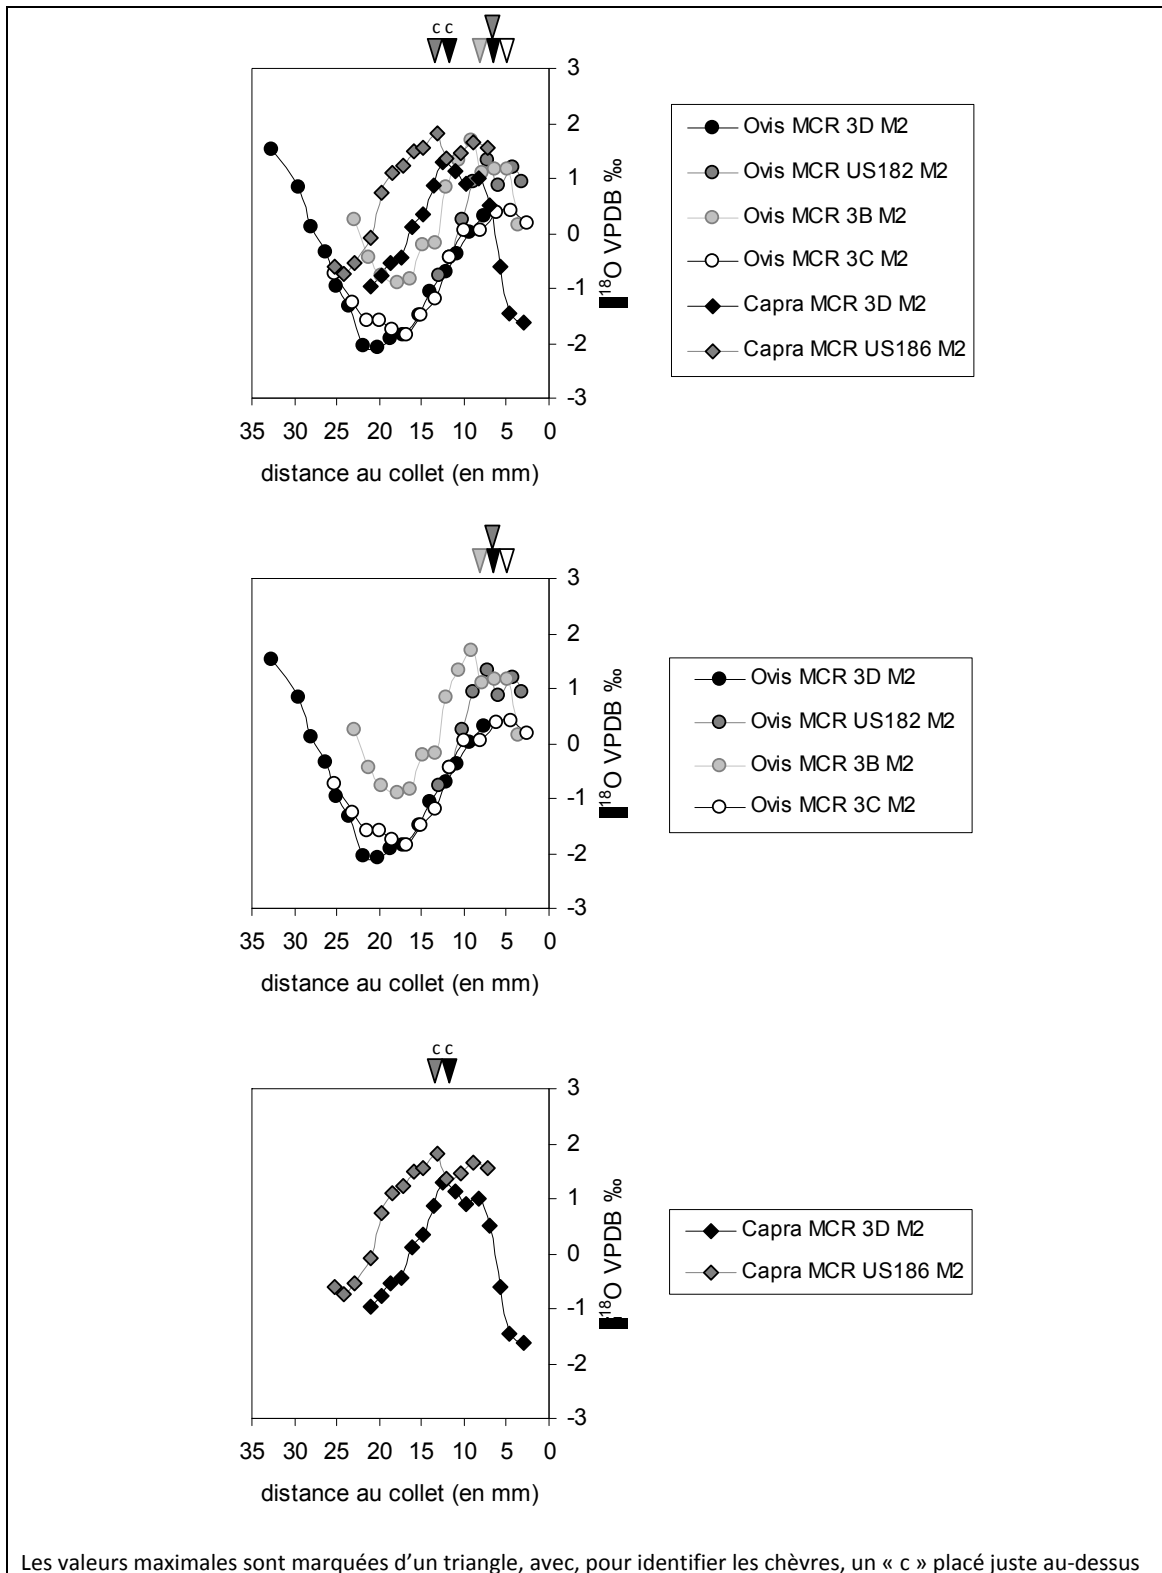 c c
3
2
1
0
-1
-2
-3
18O VPDB ‰
35 30 25 20 15 10 5 0
distance au collet (en mm)
Ovis MCR 3D M2
Ovis MCR US182 M2
Ovis MCR 3B M2
Ovis MCR 3C M2
Capra MCR 3D M2
Capra MCR US186 M2
3
2
1
0
-1
-2
-3
18O VPDB ‰
35 30 25 20 15 10 5 0
distance au collet (en mm)
Ovis MCR 3D M2
Ovis MCR US182 M2
Ovis MCR 3B M2
Ovis MCR 3C M2
c c
3
2
1
0
-1
-2
-3
18O VPDB ‰
35 30 25 20 15 10 5 0
distance au collet (en mm)
Capra MCR 3D M2
Capra MCR US186 M2
Les valeurs maximales sont marquées d'un triangle, avec, pour identifier les chèvres, un « c » placé juste au-dessus